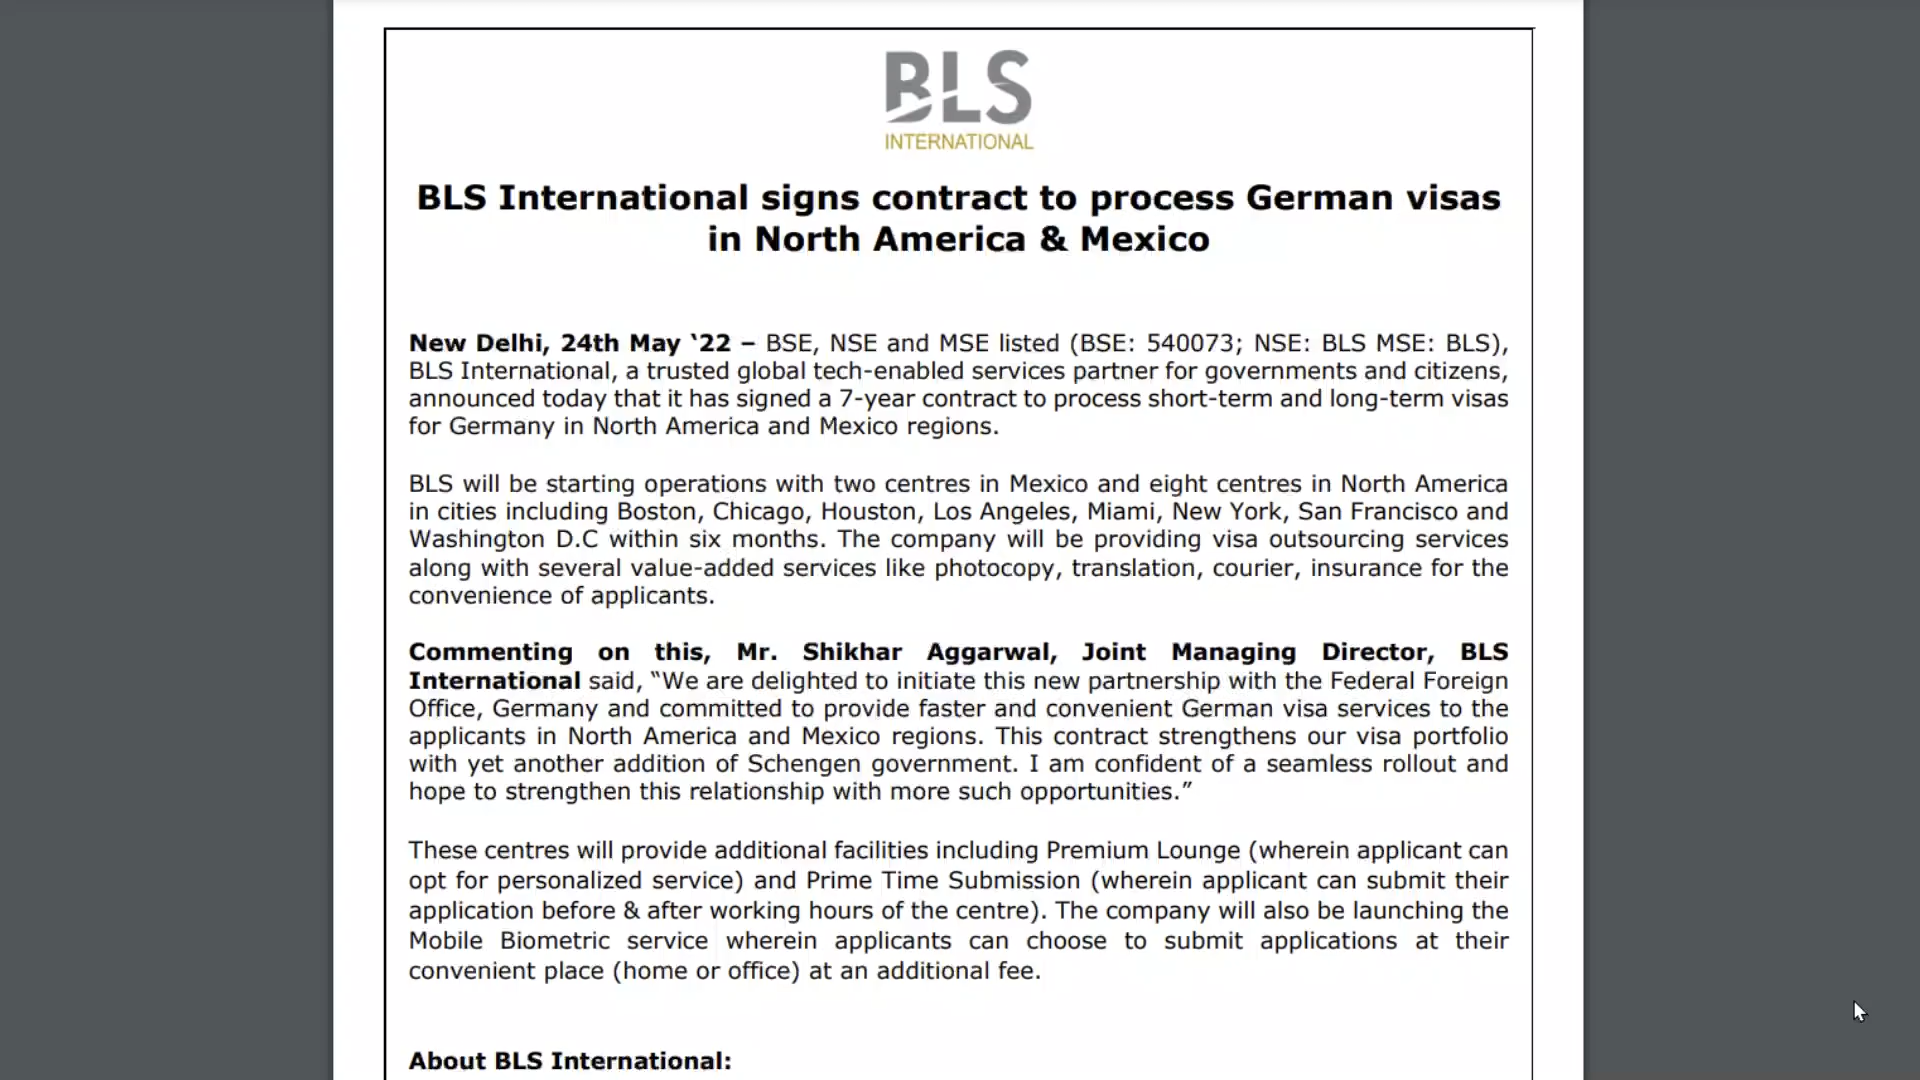 BLS
INTERNATIONAL
BLS International signs contract to process German visas
in North America & Mexico
New Delhi, 24th May ‘22 – BSE, NSE and MSE listed (BSE: 540073; NSE: BLS MSE: BLS),
BLS International, a trusted global tech-enabled services partner for governments and citizens,
announced today that it has signed a 7-year contract to process short-term and long-term visas
for Germany in North America and Mexico regions.
BLS will be starting operations with two centres in Mexico and eight centres in North America
in cities including Boston, Chicago, Houston, Los Angeles, Miami, New York, San Francisco and
Washington D.C within six months. The company will be providing visa outsourcing services
along with several value-added services like photocopy, translation, courier, insurance for the
convenience of applicants.
Commenting on this, Mr. Shikhar Aggarwal, Joint Managing Director, BLS
International said, “We are delighted to initiate this new partnership with the Federal Foreign
Office, Germany and committed to provide faster and convenient German visa services to the
applicants in North America and Mexico regions. This contract strengthens our visa portfolio
with yet another addition of Schengen government. I am confident of a seamless rollout and
hope to strengthen this relationship with more such opportunities.”
These centres will provide additional facilities including Premium Lounge (wherein applicant can
opt for personalized service) and Prime Time Submission (wherein applicant can submit their
application before & after working hours of the centre). The company will also be launching the
Mobile Biometric service wherein applicants can choose to submit applications at their
convenient place (home or office) at an additional fee.
About BLS International: